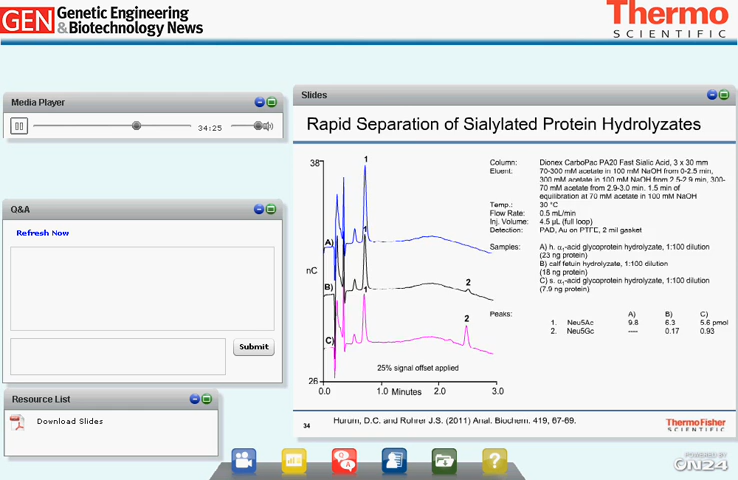 GEN Genetic Engineering
& Biotechnology News
Thermo
SCIENTIFIC
Media Player
34:25
Q&A
Refresh Now
Submit
Resource List
Download Slides
Slides
Rapid Separation of Sialylated Protein Hydrolyzates
38
1
A)
1
nC
B)
2
1
2
C)
25% signal offset applied
26
0.0 1.0 Minutes 2.0 3.0
Column: Dionex CarboPac PA20 Fast Sialic Acid, 3 x 30 mm
Eluent. 70-300 mM acetate in 100 mM NaOH from 0-2.5 min,
300 mM acetate in 100 mM NaOH from 2.5-2.9 min, 300-
70 mM acetate from 2.9-3.0 min. 1.5 min of
equilibration at 70 mM acetate in 100 mM NaOH
Temp.: 30 °C
Flow Rate: 0.5 mL/min
Inj. Volume: 4.5 µL (full loop)
Detection: PAD, Au on PTFE, 2 mil gasket
Samples: A) h. α1-acid glycoprotein hydrolyzate, 1:100 dilution
(23 ng protein)
B) calf fetuin hydrolyzate, 1:100 dilution
(18 ng protein)
C) s. α1-acid glycoprotein hydrolyzate, 1:100 dilution
(7.9 ng protein)
Peaks: A) B) C)
1. Neu5Ac 9.8 6.3 5.6 pmol
2. Neu5Gc ---- 0.17 0.93
34
Hurum, D.C. and Rohrer J.S. (2011) Anal. Biochem. 419, 67-69.
ThermoFisher
SCIENTIFIC
Q
A
?
POWERED BY
ON24